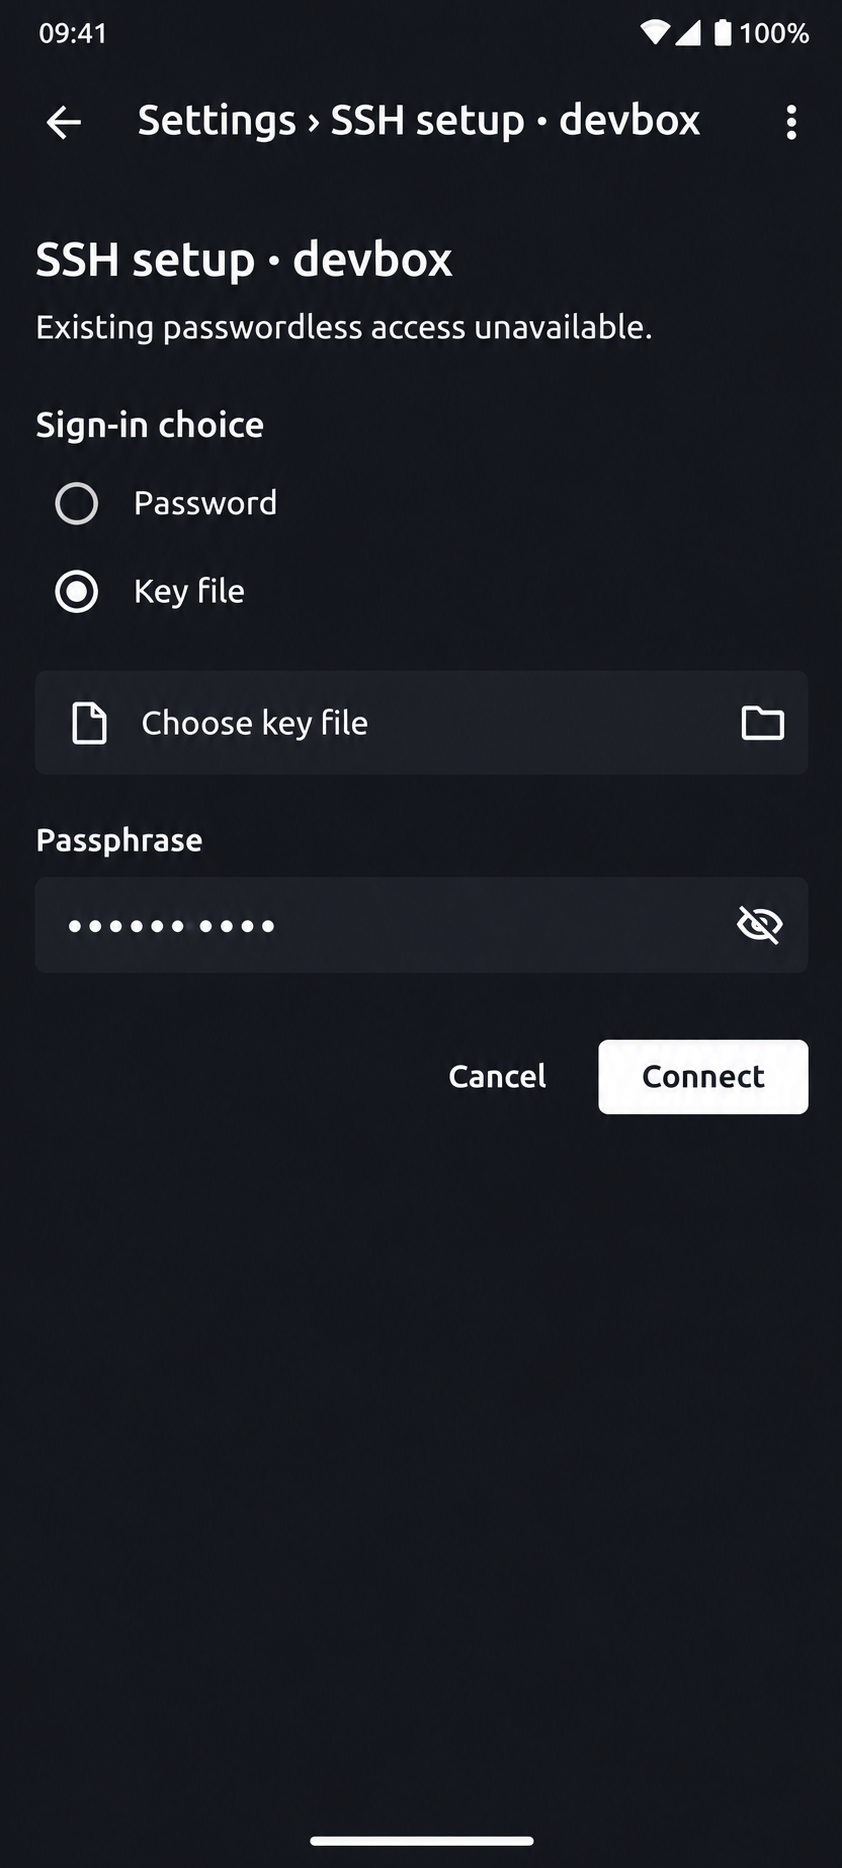 09:41
100%
Settings › SSH setup · devbox
SSH setup · devbox
Existing passwordless access unavailable.
Sign-in choice
Password
Key file
Choose key file
Passphrase
••••••••••
Cancel
Connect